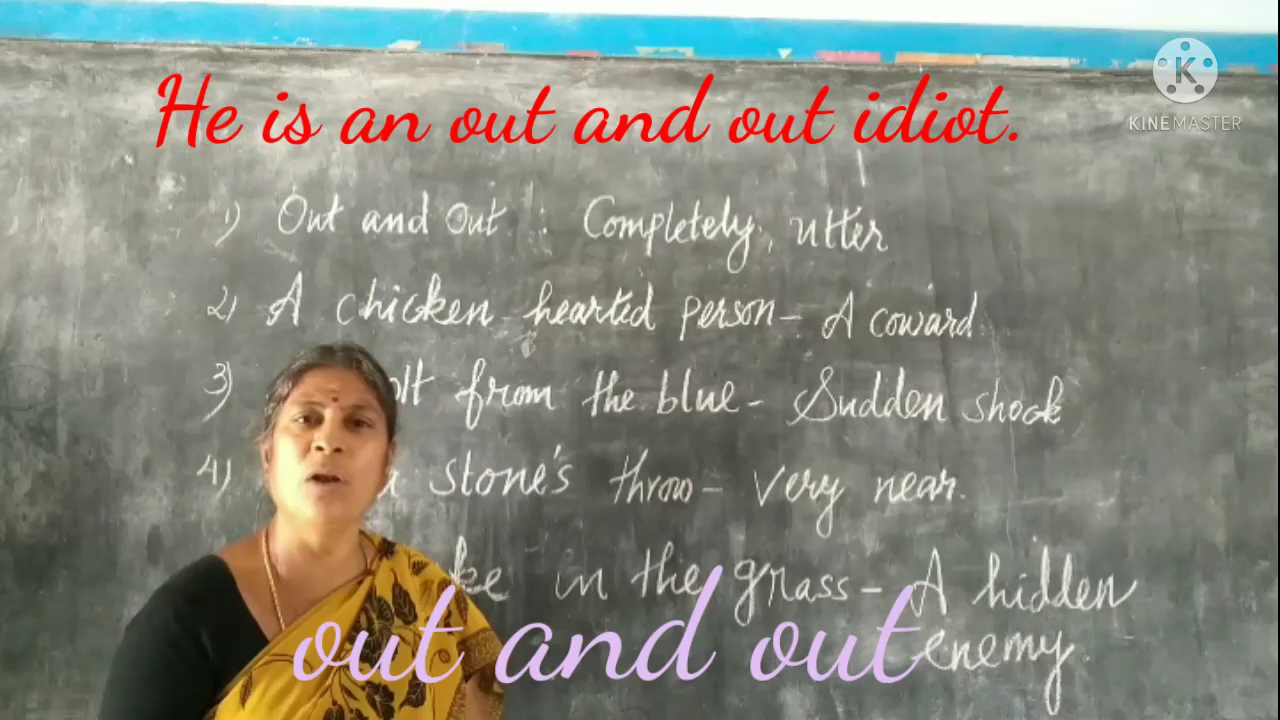 He is an out and out idiot.
KINEMASTER
1) Out and Out : Completely, utter
2) A chicken hearted person - A coward.
3) olt from the blue - Sudden shock
4) a stone's throw - very near.
ke in the grass - A hidden
enemy.
out and out